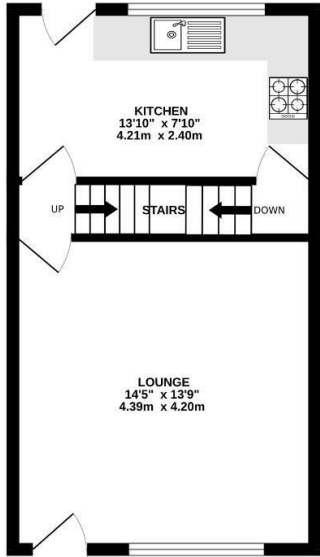 KITCHEN
13'10" x 7'10"
4.21m x 2.40m
UP STAIRS DOWN
LOUNGE
14'5" x 13'9"
4.39m x 4.20m